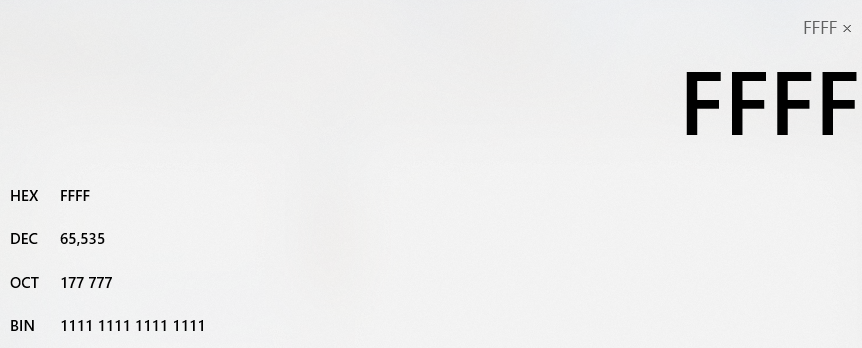 FFFF ×
FFFF
HEX FFFF
DEC 65,535
OCT 177 777
BIN 1111 1111 1111 1111